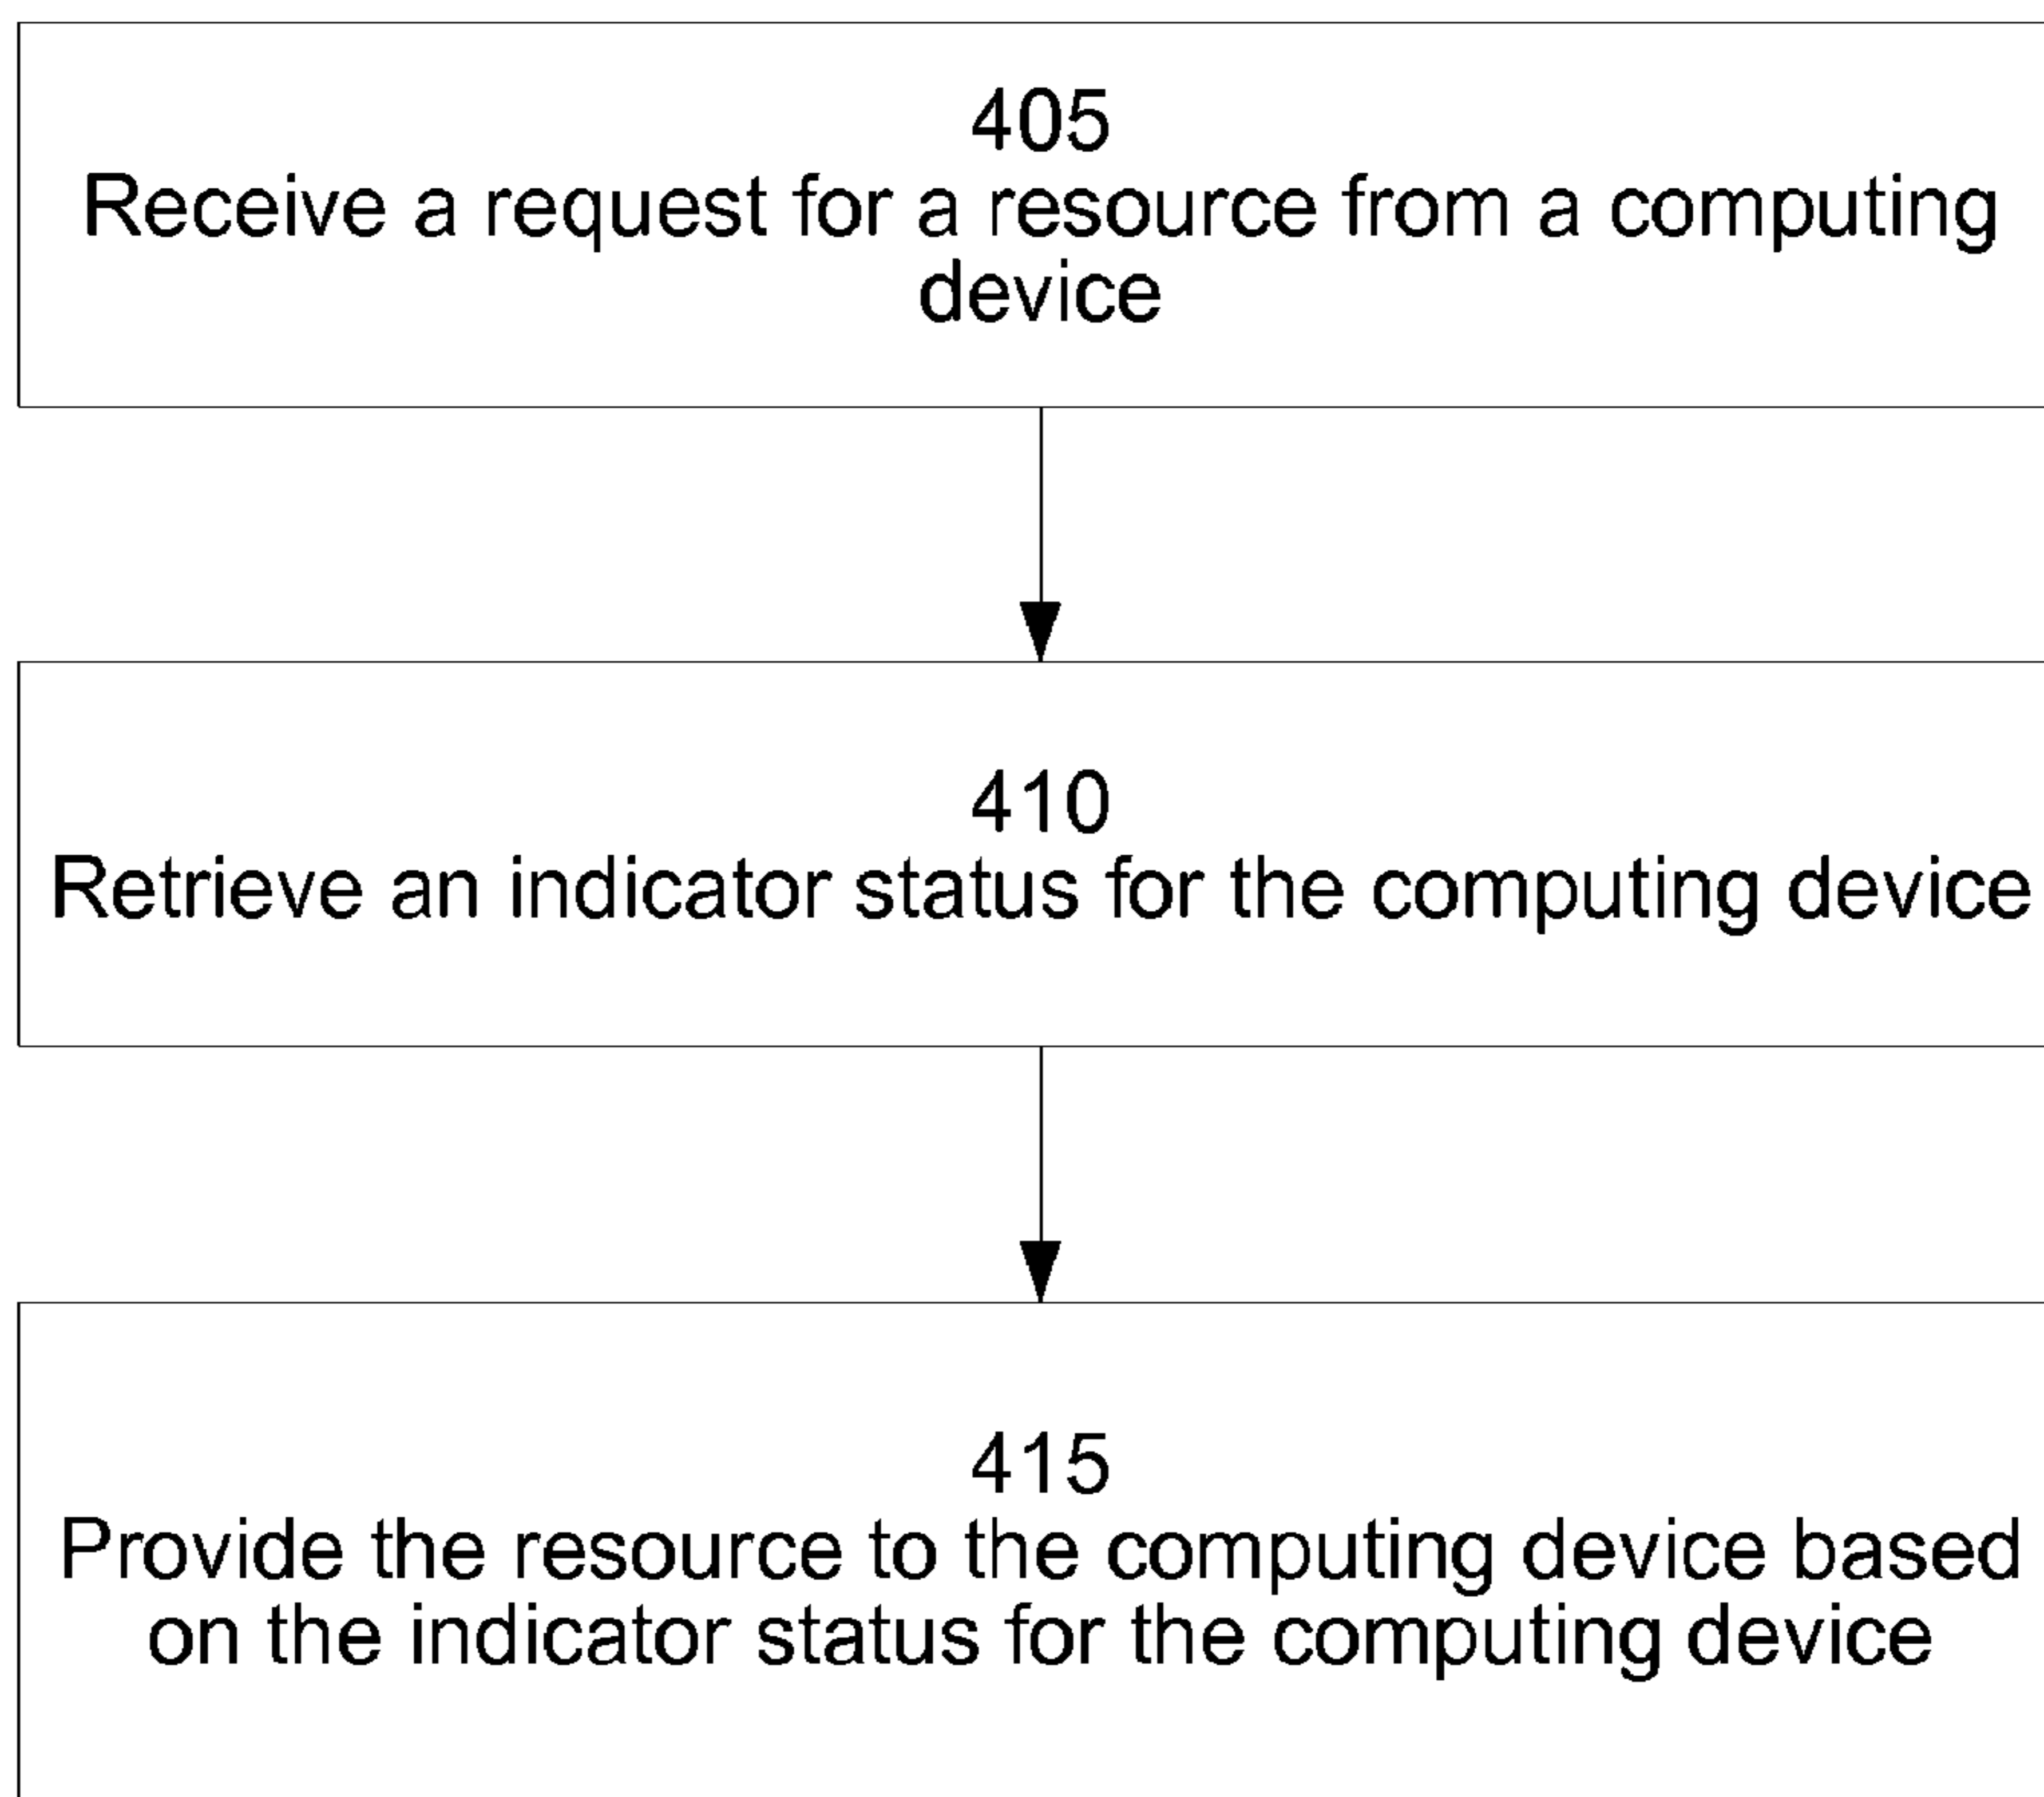 405
Receive a request for a resource from a computing
device
410
Retrieve an indicator status for the computing device
415
Provide the resource to the computing device based
on the indicator status for the computing device